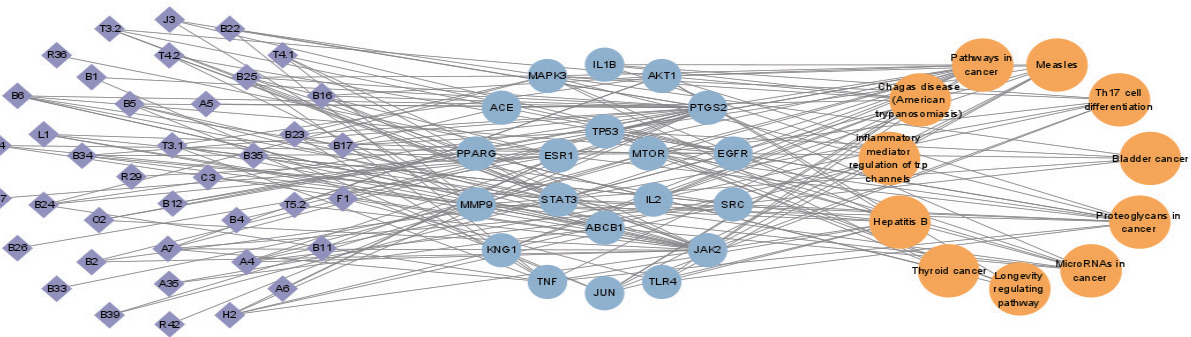 J3
T3.2
B22
R36
T4.2
T4.1
B1
B25
B6
B5
A5
B16
L1
B23
4
B34
T3.1
B35
B17
R29
C3
7
B24
B12
T5.2
F1
O2
B4
B26
A7
B11
B2
A4
B33
A35
A6
B39
R42
H2
IL1B
MAPK3
AKT1
ACE
PTGS2
TP53
PPARG
ESR1
MTOR
EGFR
MMP9
STAT3
IL2
SRC
ABCB1
KNG1
JAK2
TNF
JUN
TLR4
Pathways in
cancer
Measles
Chagas disease
(American
trypanosomiasis)
Th17 cell
differentiation
inflammatory
mediator
regulation of trp
channels
Bladder cancer
Hepatitis B
Proteoglycans in
cancer
Thyroid cancer
Longevity
regulating
pathway
MicroRNAs in
cancer